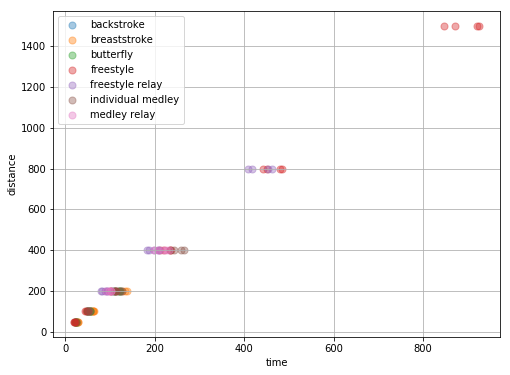 backstroke
breaststroke
butterfly
freestyle
freestyle relay
individual medley
medley relay
distance
1400
1200
1000
800
600
400
200
0
0 200 400 600 800
time